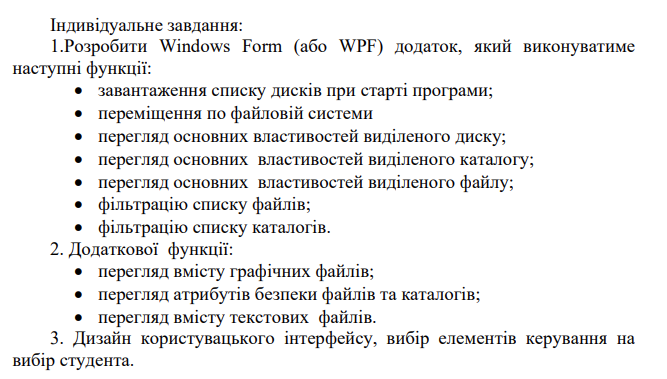 Індивідуальне завдання:
1.Розробити Windows Form (або WPF) додаток, який виконуватиме
наступні функції:
• завантаження списку дисків при старті програми;
• переміщення по файловій системи
• перегляд основних властивостей виділеного диску;
• перегляд основних властивостей виділеного каталогу;
• перегляд основних властивостей виділеного файлу;
• фільтрацію списку файлів;
• фільтрацію списку каталогів.
2. Додаткової функції:
• перегляд вмісту графічних файлів;
• перегляд атрибутів безпеки файлів та каталогів;
• перегляд вмісту текстових файлів.
3. Дизайн користувацького інтерфейсу, вибір елементів керування на
вибір студента.